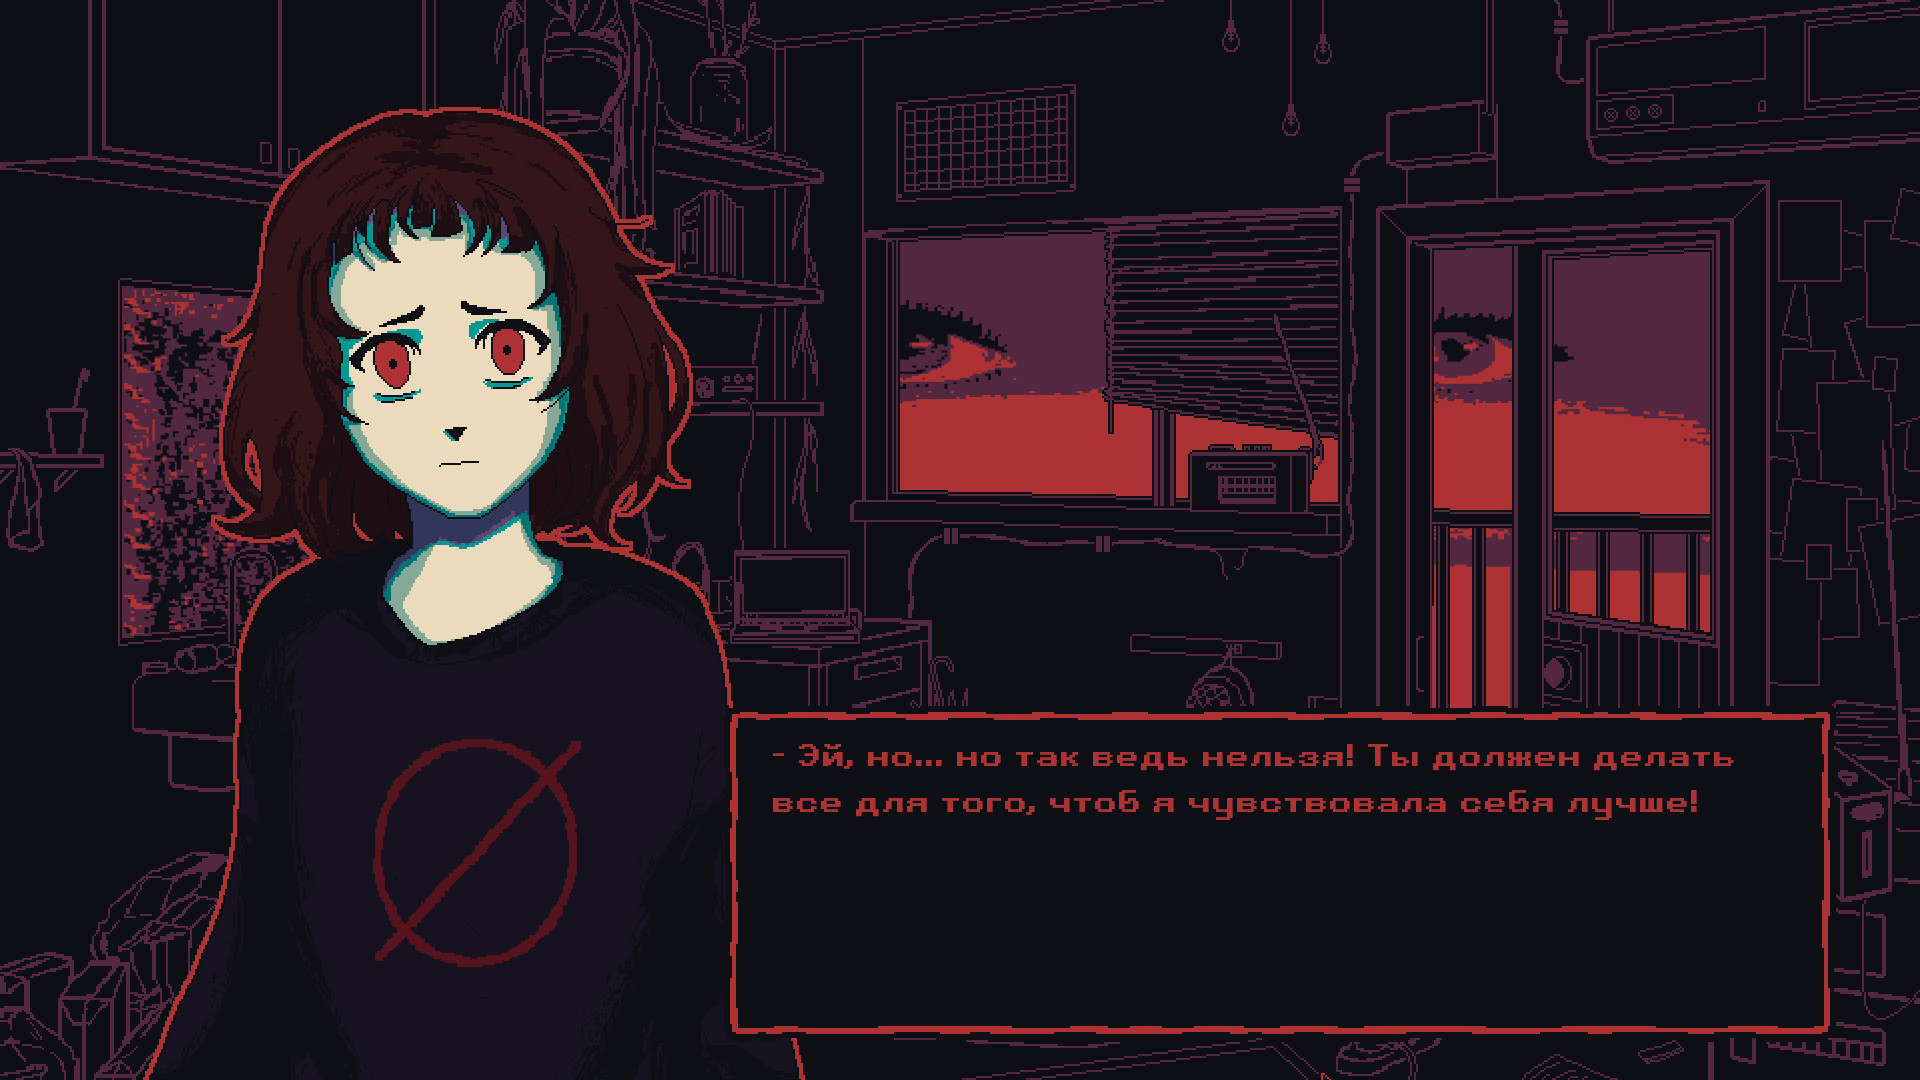 - Эй, но... но так ведь нельзя! Ты должен делать
все для того, чтоб я чувствовала себя лучше!